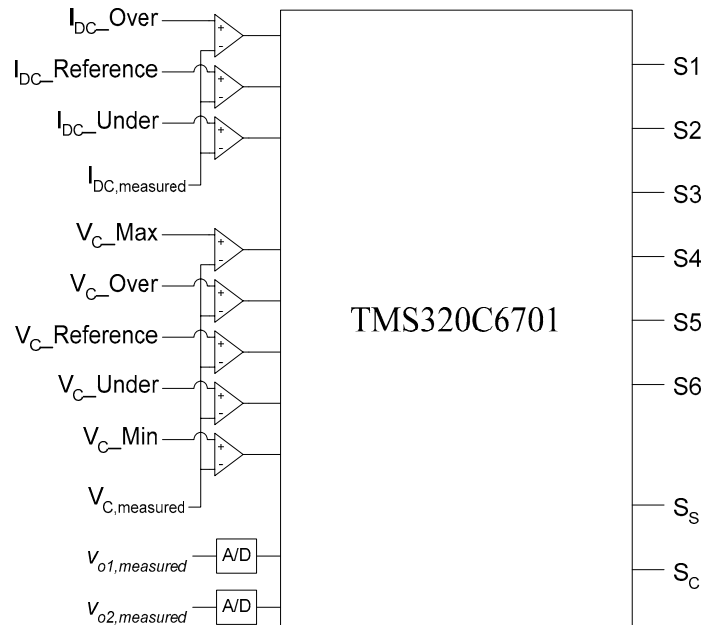 I_DC_Over
I_DC_Reference
I_DC_Under
I_DC,measured
V_C_Max
V_C_Over
V_C_Reference
V_C_Under
V_C_Min
V_C,measured
v_o1,measured
v_o2,measured
+
-
+
-
+
-
+
-
+
-
+
-
+
-
+
-
A/D
A/D
TMS320C6701
S1
S2
S3
S4
S5
S6
S_S
S_C